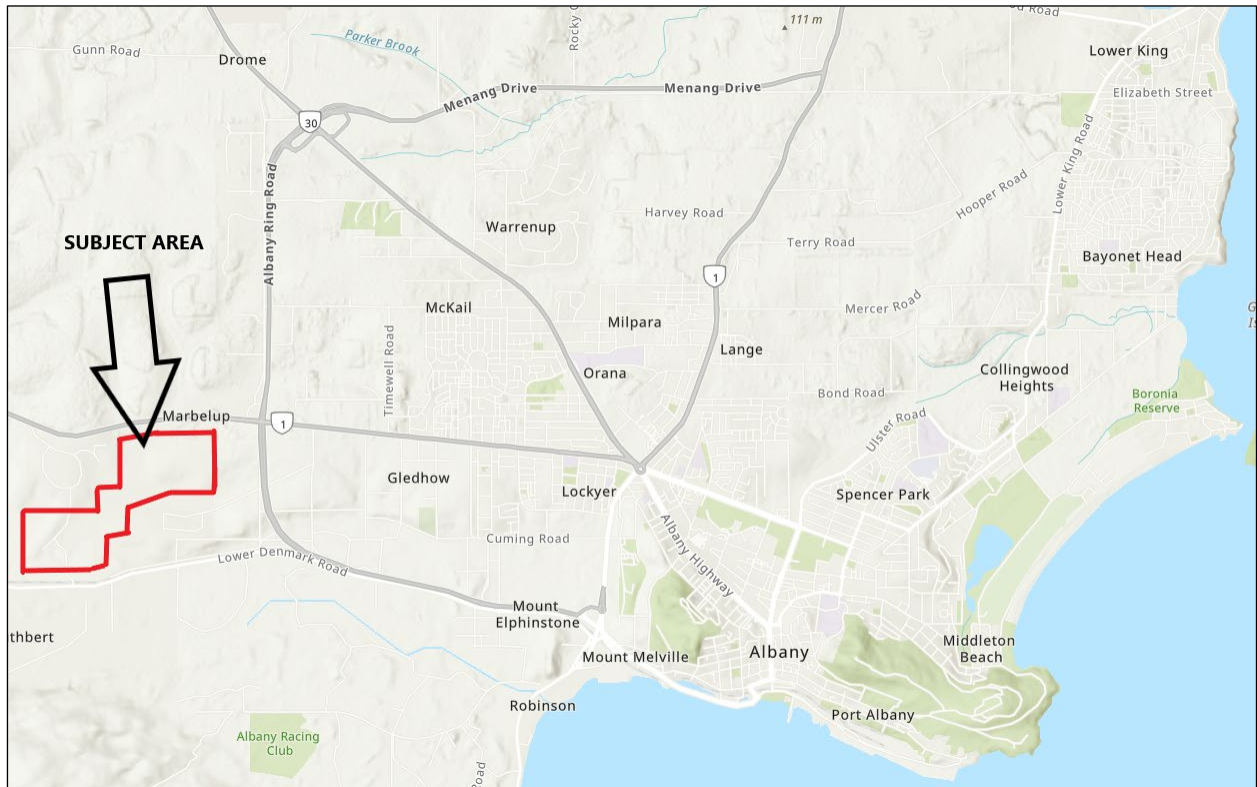 111 m
d Road
Gunn Road
Drome
Parker Brook
Rocky C
Lower King
Elizabeth Street
Menang Drive
Menang Drive
30
Albany Ring Road
Lower King Road
Hooper Road
Harvey Road
Warrenup
Terry Road
SUBJECT AREA
Bayonet Head
1
McKail
Mercer Road
Milpara
Timewell Road
Lange
Orana
Collingwood
Heights
Bond Road
Boronia
Reserve
Marbelup
1
Ulster Road
Gledhow
Lockyer
Spencer Park
Cuming Road
Albany Highway
Lower Denmark Road
Mount
Elphinstone
thbert
Mount Melville
Albany
Middleton
Beach
Robinson
Port Albany
Albany Racing
Club
Road